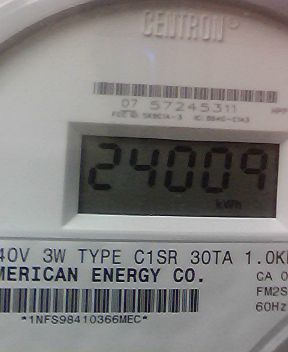 CENTRON
07 57245311
24009
kWh
40V 3W TYPE C1SR 30TA 1.0K
MERICAN ENERGY CO.
CA 0
FM2S
60Hz
*1NFS98410366MEC*